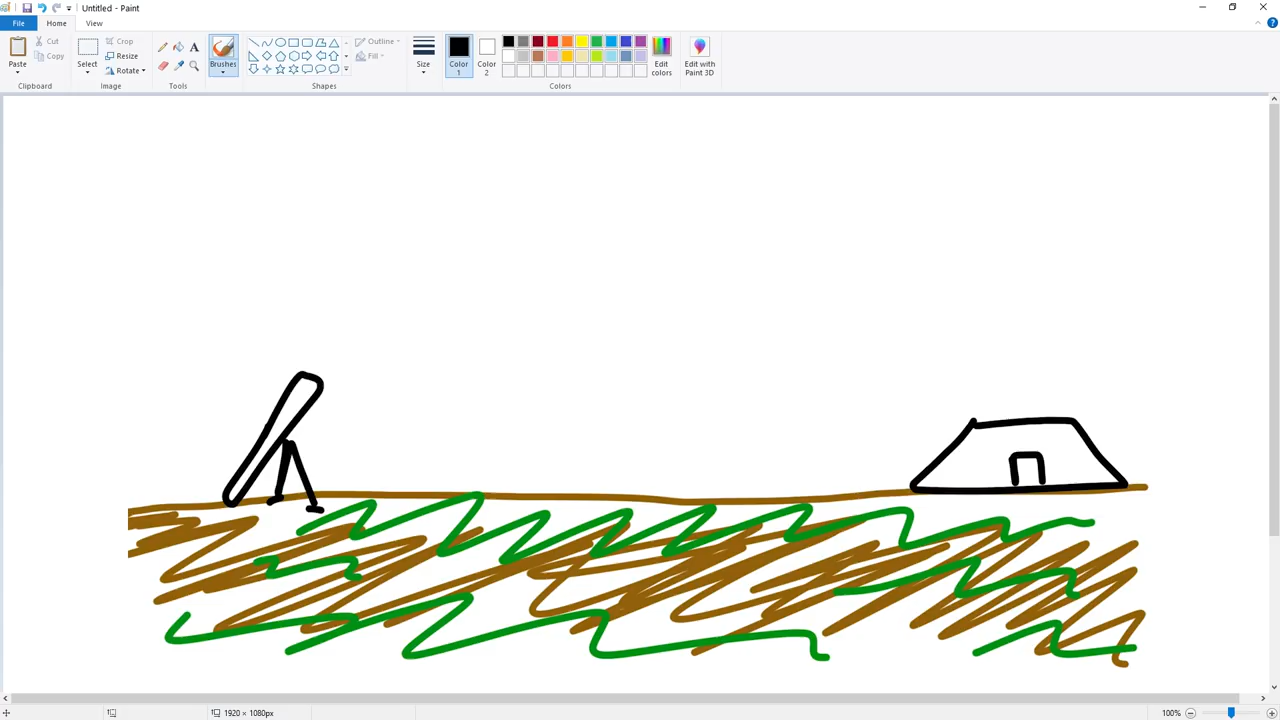 Untitled - Paint
File Home View
Paste Cut Copy Clipboard
Select Crop Resize Rotate Image
A Tools
Brushes
Outline Fill Shapes
Size
Color 1 Color 2 Edit colors Colors
Edit with Paint 3D
1920 × 1080px 100%